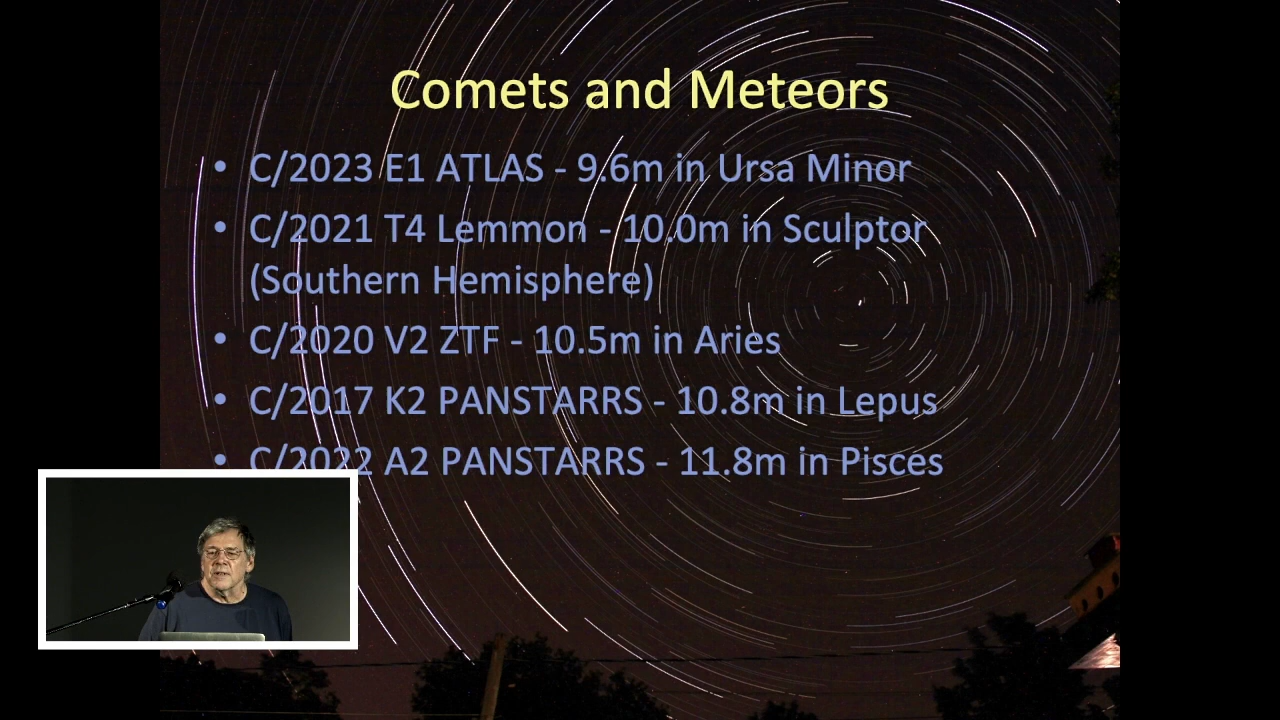 Comets and Meteors
• C/2023 E1 ATLAS - 9.6m in Ursa Minor
• C/2021 T4 Lemmon - 10.0m in Sculptor
(Southern Hemisphere)
• C/2020 V2 ZTF - 10.5m in Aries
• C/2017 K2 PANSTARRS - 10.8m in Lepus
• C/2022 A2 PANSTARRS - 11.8m in Pisces